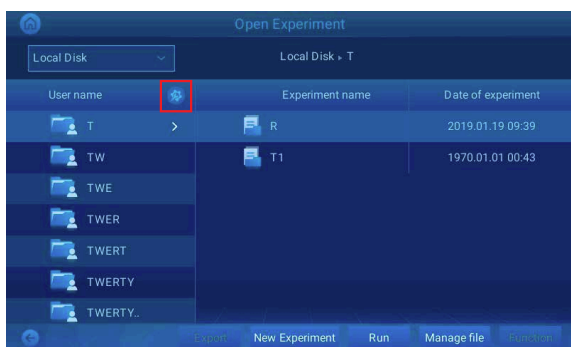 Open Experiment
Local Disk
Local Disk ▸ T
User name
Experiment name
Date of experiment
T
R
2019.01.19 09:39
TW
T1
1970.01.01 00:43
TWE
TWER
TWERT
TWERTY
TWERTY..
Export
New Experiment
Run
Manage file
Function